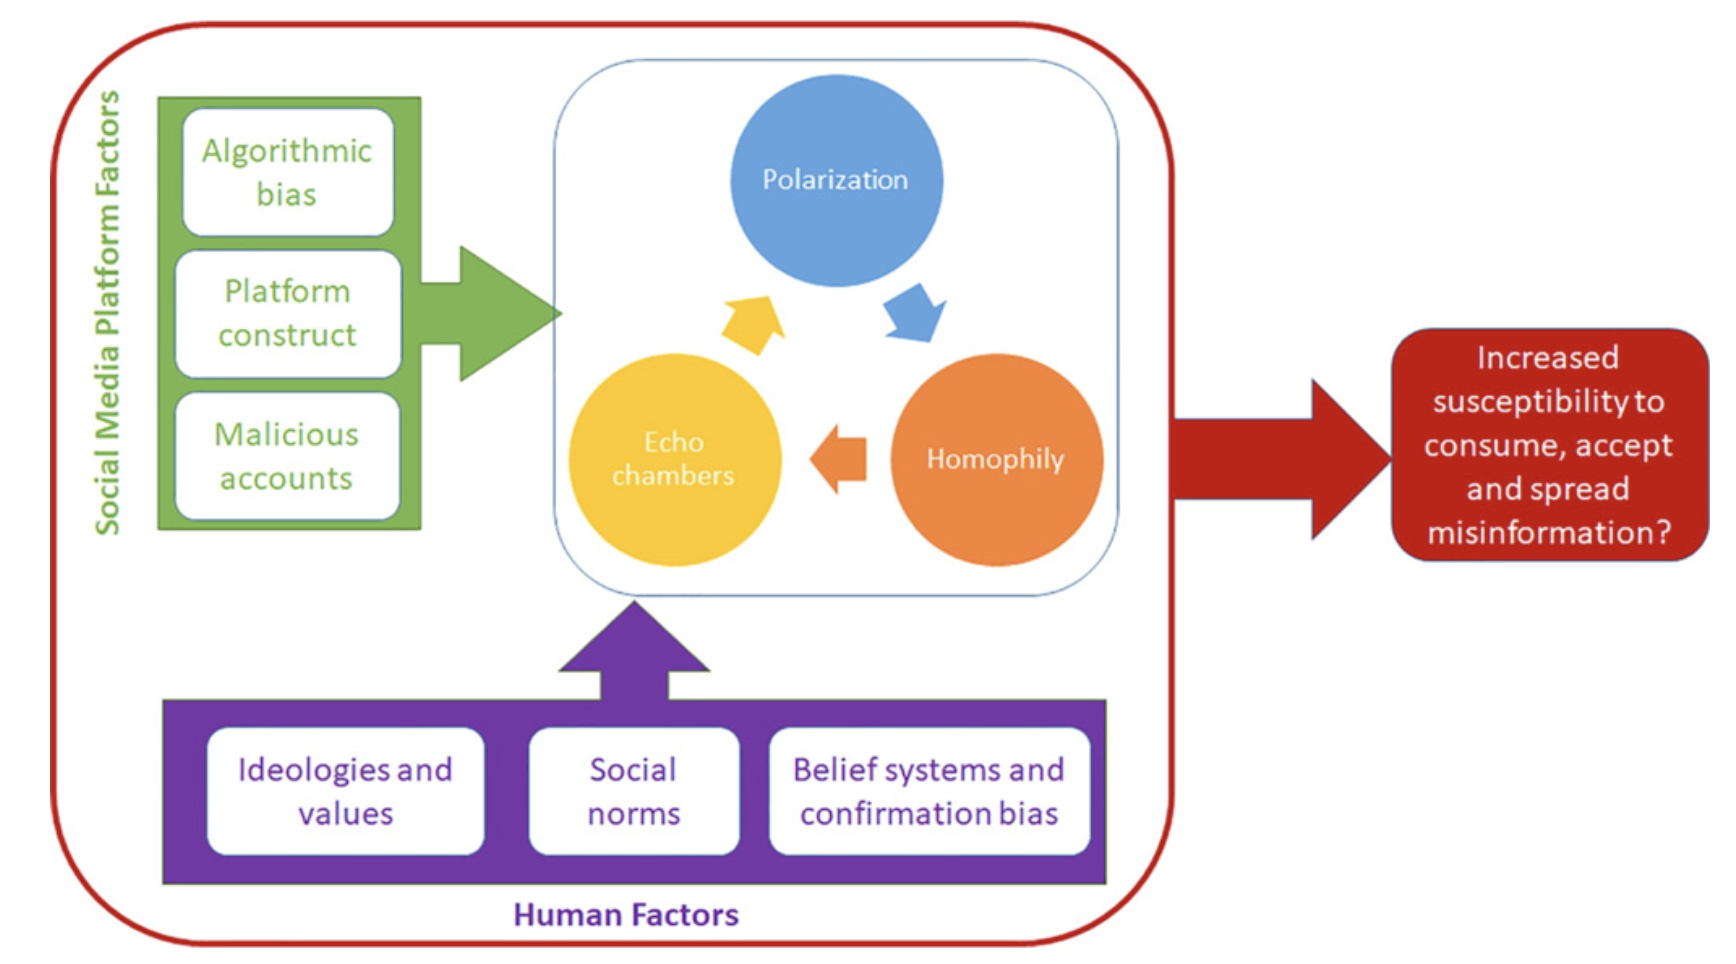 Social Media Platform Factors
Algorithmic
bias
Platform
construct
Malicious
accounts
Polarization
Echo
chambers
Homophily
Increased
susceptibility to
consume, accept
and spread
misinformation?
Ideologies and
values
Social
norms
Belief systems and
confirmation bias
Human Factors